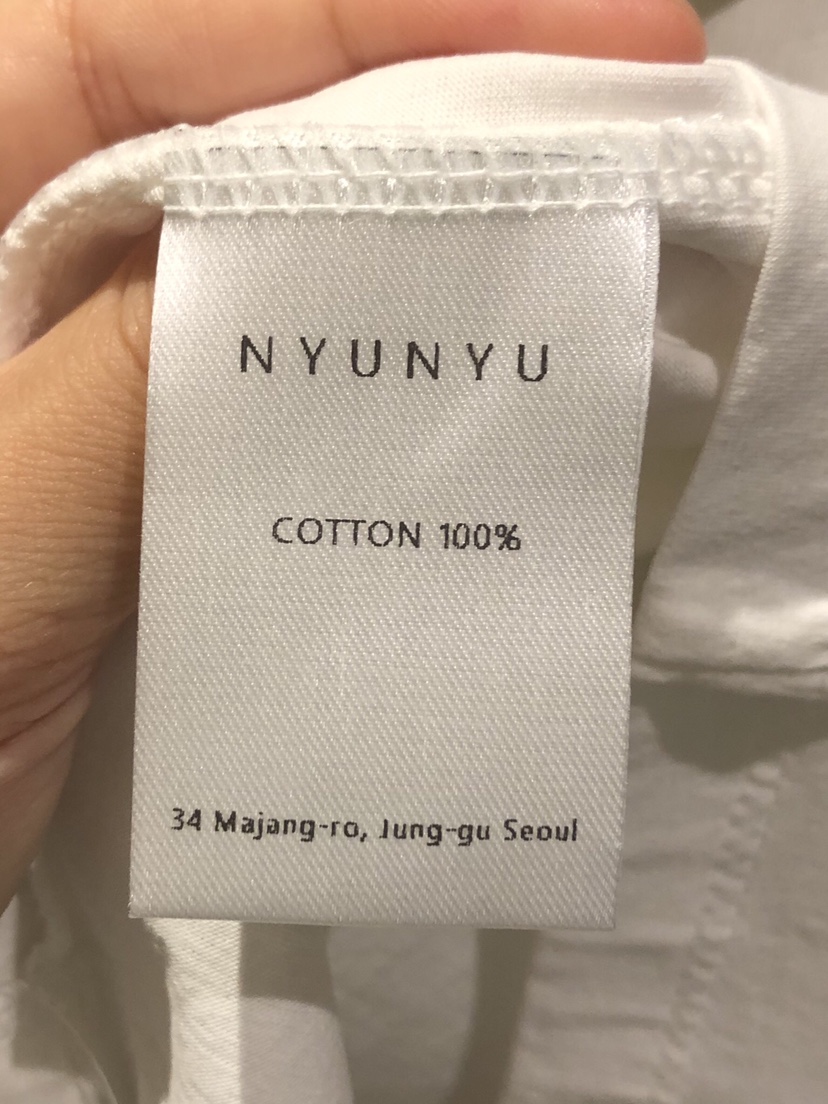 NYUNYU
COTTON 100%
34 Majang-ro, Jung-gu Seoul